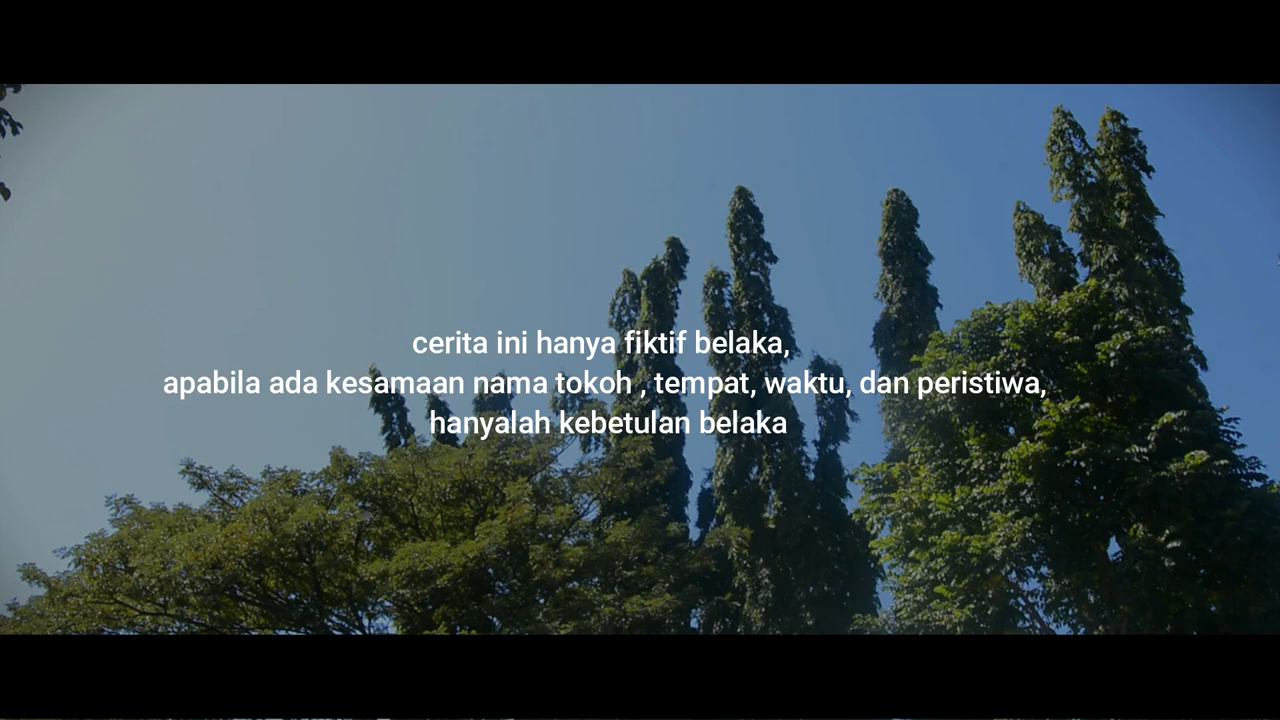 cerita ini hanya fiktif belaka,
apabila ada kesamaan nama tokoh , tempat, waktu, dan peristiwa,
hanyalah kebetulan belaka